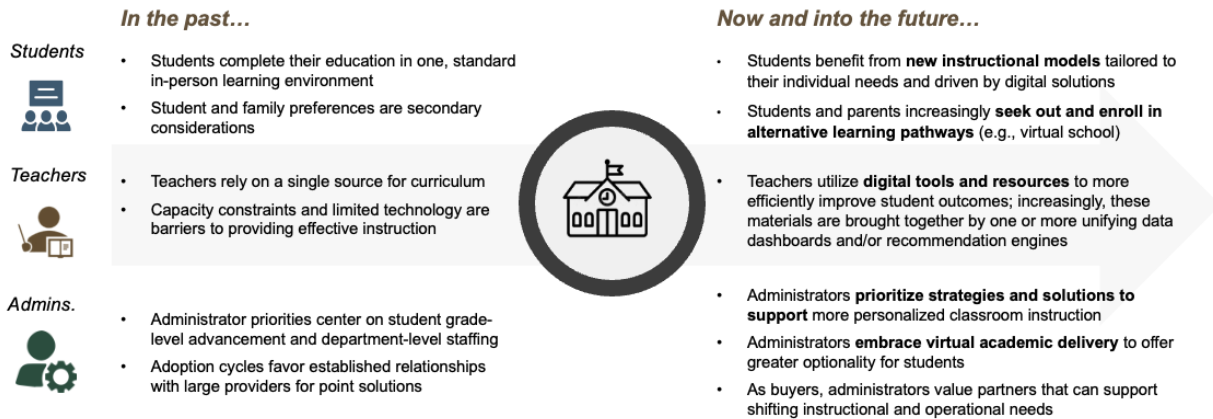 In the past…
Now and into the future…
Students
• Students complete their education in one, standard
in-person learning environment
• Student and family preferences are secondary
considerations
• Students benefit from new instructional models tailored to
their individual needs and driven by digital solutions
• Students and parents increasingly seek out and enroll in
alternative learning pathways (e.g., virtual school)
Teachers
• Teachers rely on a single source for curriculum
• Capacity constraints and limited technology are
barriers to providing effective instruction
• Teachers utilize digital tools and resources to more
efficiently improve student outcomes; increasingly, these
materials are brought together by one or more unifying data
dashboards and/or recommendation engines
Admins.
• Administrator priorities center on student grade-
level advancement and department-level staffing
• Adoption cycles favor established relationships
with large providers for point solutions
• Administrators prioritize strategies and solutions to
support more personalized classroom instruction
• Administrators embrace virtual academic delivery to offer
greater optionality for students
• As buyers, administrators value partners that can support
shifting instructional and operational needs